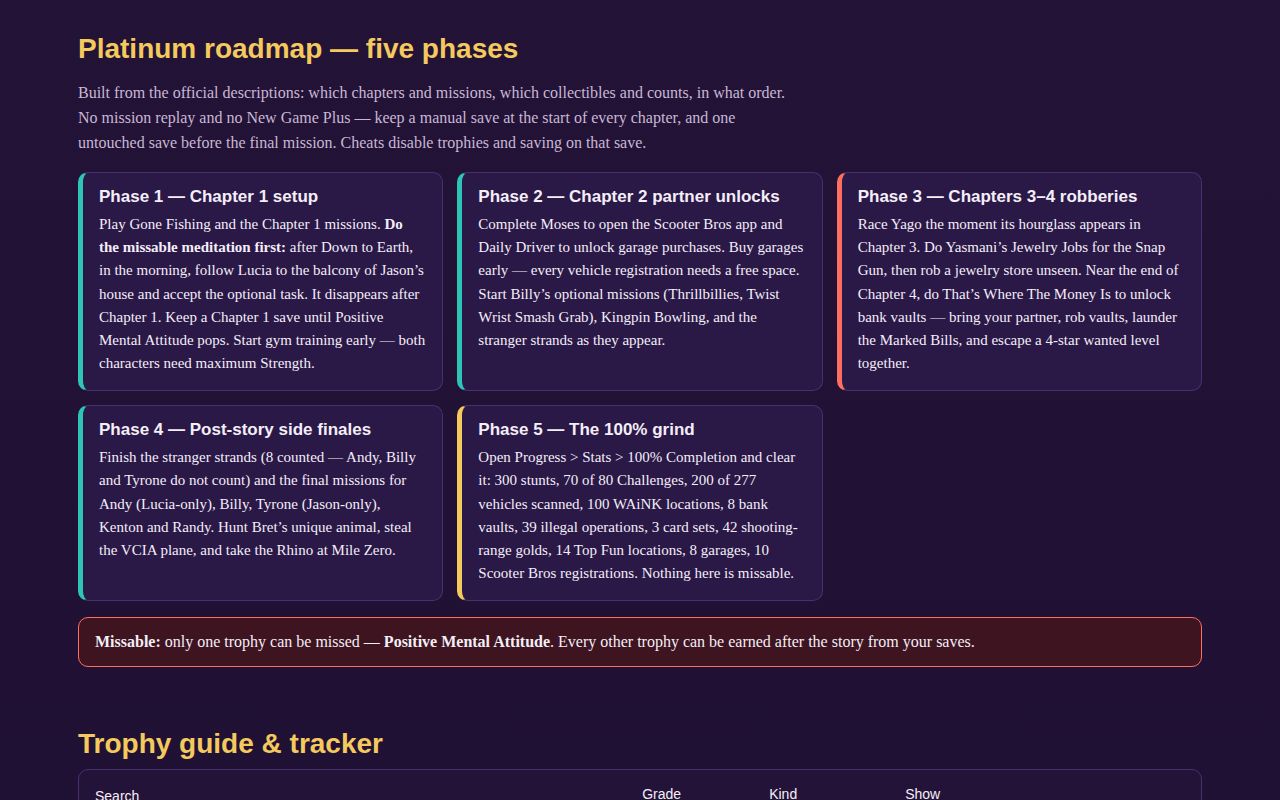 Platinum roadmap — five phases
Built from the official descriptions: which chapters and missions, which collectibles and counts, in what order.
No mission replay and no New Game Plus — keep a manual save at the start of every chapter, and one
untouched save before the final mission. Cheats disable trophies and saving on that save.
Phase 1 — Chapter 1 setup
Play Gone Fishing and the Chapter 1 missions. Do
the missable meditation first: after Down to Earth,
in the morning, follow Lucia to the balcony of Jason’s
house and accept the optional task. It disappears after
Chapter 1. Keep a Chapter 1 save until Positive
Mental Attitude pops. Start gym training early — both
characters need maximum Strength.
Phase 2 — Chapter 2 partner unlocks
Complete Moses to open the Scooter Bros app and
Daily Driver to unlock garage purchases. Buy garages
early — every vehicle registration needs a free space.
Start Billy’s optional missions (Thrillbillies, Twist
Wrist Smash Grab), Kingpin Bowling, and the
stranger strands as they appear.
Phase 3 — Chapters 3–4 robberies
Race Yago the moment its hourglass appears in
Chapter 3. Do Yasmani’s Jewelry Jobs for the Snap
Gun, then rob a jewelry store unseen. Near the end of
Chapter 4, do That’s Where The Money Is to unlock
bank vaults — bring your partner, rob vaults, launder
the Marked Bills, and escape a 4-star wanted level
together.
Phase 4 — Post-story side finales
Finish the stranger strands (8 counted — Andy, Billy
and Tyrone do not count) and the final missions for
Andy (Lucia-only), Billy, Tyrone (Jason-only),
Kenton and Randy. Hunt Bret’s unique animal, steal
the VCIA plane, and take the Rhino at Mile Zero.
Phase 5 — The 100% grind
Open Progress > Stats > 100% Completion and clear
it: 300 stunts, 70 of 80 Challenges, 200 of 277
vehicles scanned, 100 WAiNK locations, 8 bank
vaults, 39 illegal operations, 3 card sets, 42 shooting-
range golds, 14 Top Fun locations, 8 garages, 10
Scooter Bros registrations. Nothing here is missable.
Missable: only one trophy can be missed — Positive Mental Attitude. Every other trophy can be earned after the story from your saves.
Trophy guide & tracker
Search
Grade
Kind
Show